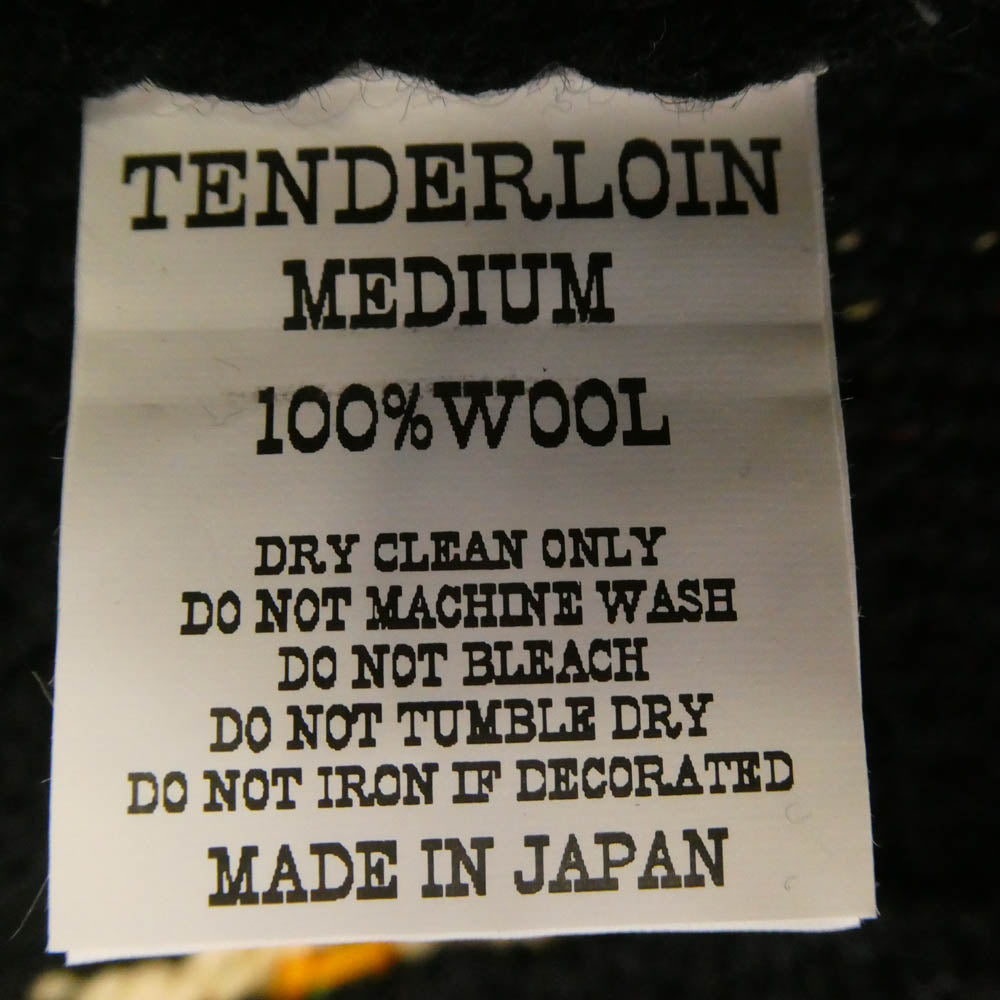 TENDERLOIN
MEDIUM
100%WOOL
DRY CLEAN ONLY
DO NOT MACHINE WASH
DO NOT BLEACH
DO NOT TUMBLE DRY
DO NOT IRON IF DECORATED
MADE IN JAPAN